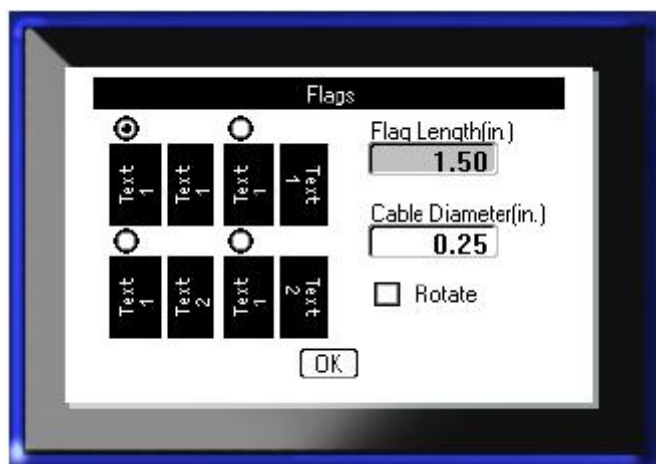 Flags
Text 1
Text 1
Text 1
Text 1
Text 1
Text 2
Text 1
Text 2
Flag Length(in.)
1.50
Cable Diameter(in.)
0.25
Rotate
OK